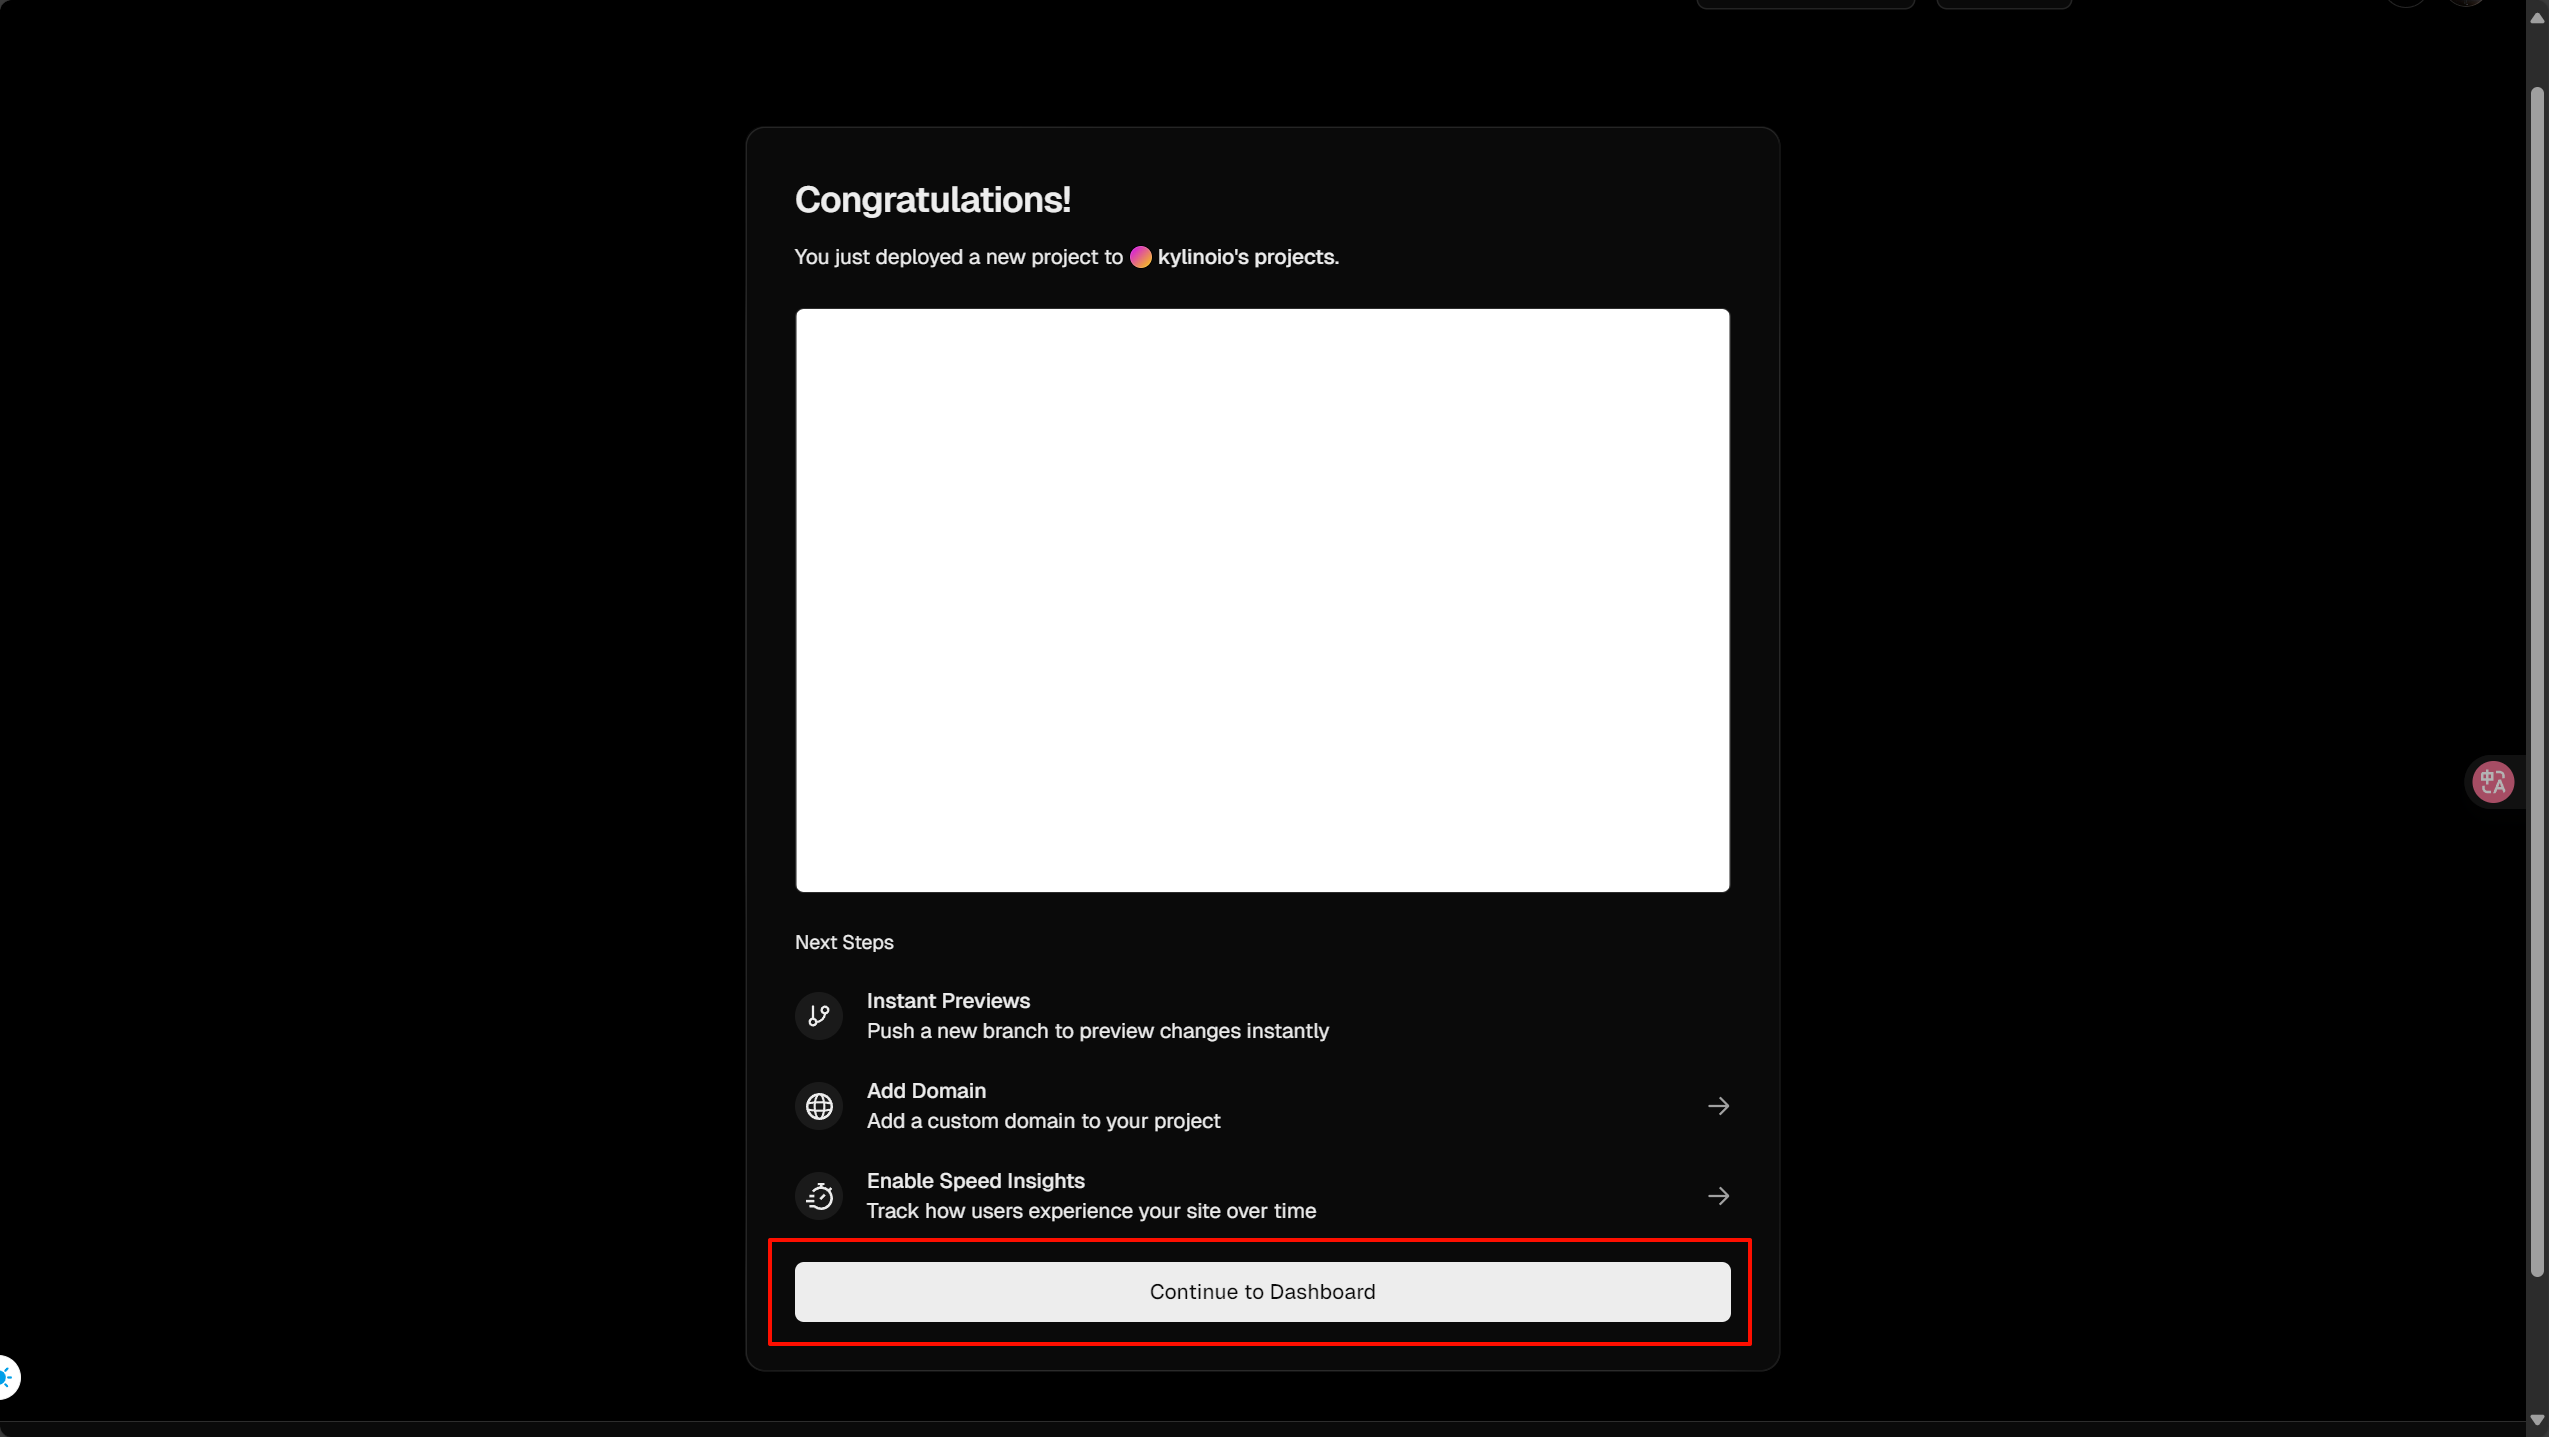 Congratulations!
You just deployed a new project to kylinoio's projects.
Next Steps
Instant Previews
Push a new branch to preview changes instantly
Add Domain
Add a custom domain to your project
Enable Speed Insights
Track how users experience your site over time
Continue to Dashboard
中
A